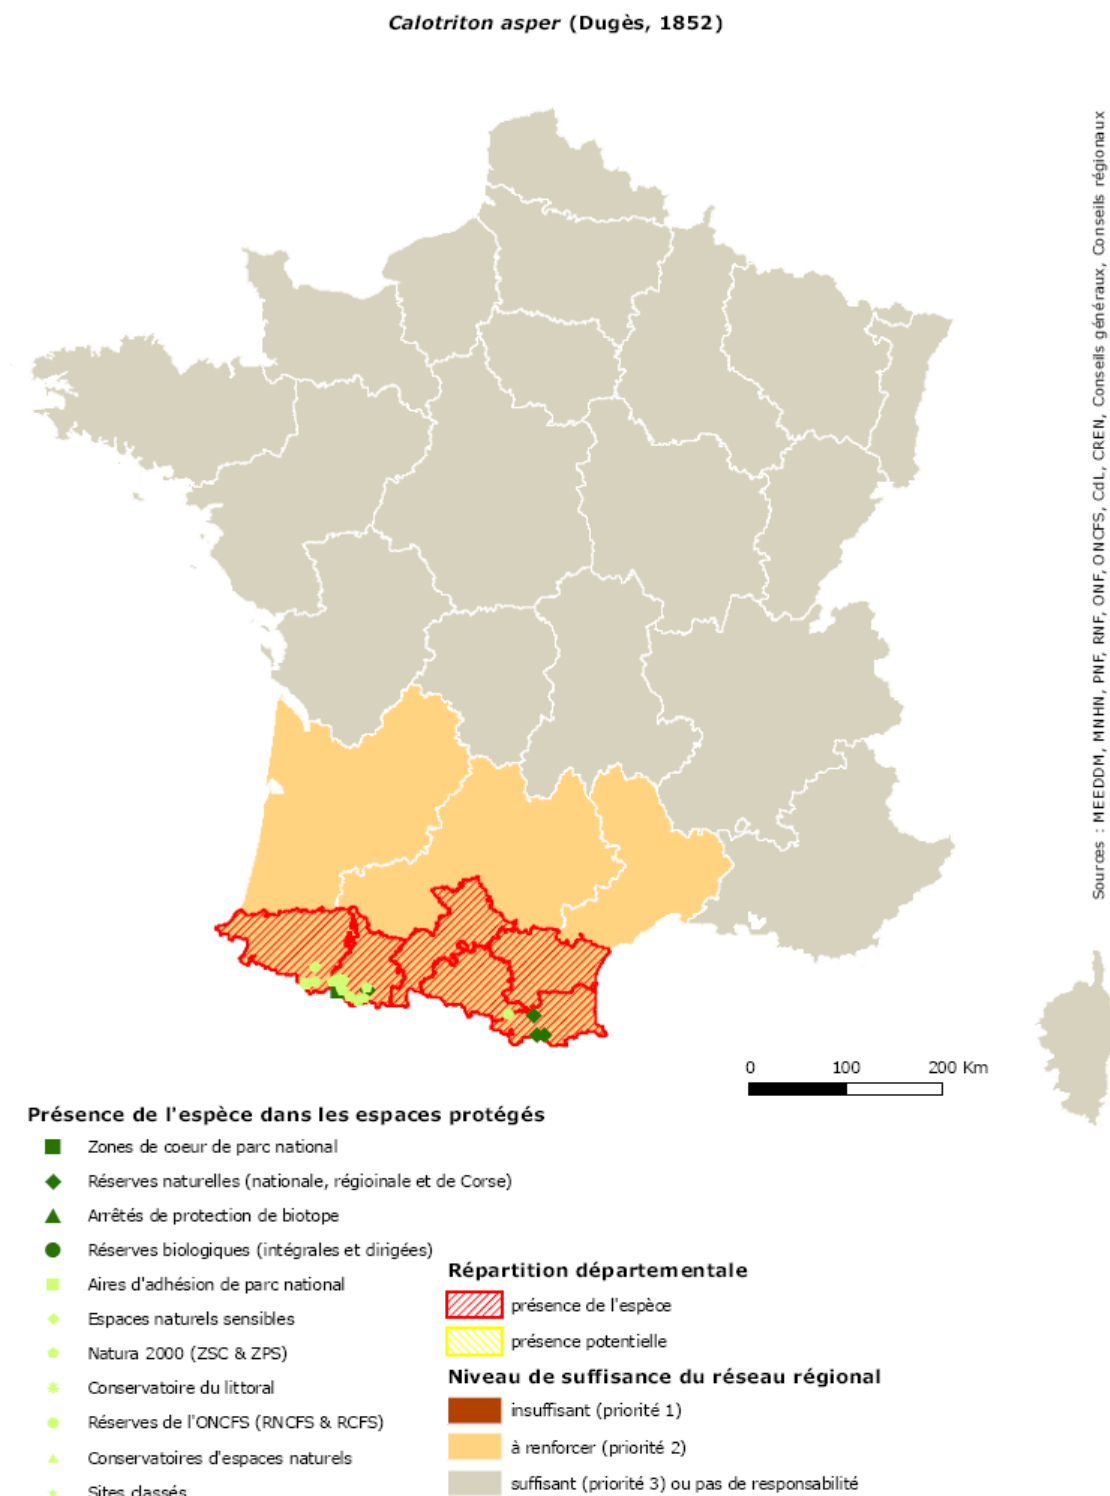 Calotriton asper (Dugès, 1852)
Sources : MEEDDM, MNHN, PNF, RNF, ONF, ONCFS, CdL, CREN, Conseils généraux, Conseils régionaux
0 100 200 Km
Présence de l'espèce dans les espaces protégés
Zones de coeur de parc national
Réserves naturelles (nationale, régioinale et de Corse)
Arrêtés de protection de biotope
Réserves biologiques (intégrales et dirigées)
Aires d'adhésion de parc national
Espaces naturels sensibles
Natura 2000 (ZSC & ZPS)
Conservatoire du littoral
Réserves de l'ONCFS (RNCFS & RCFS)
Conservatoires d'espaces naturels
Sites classés
Répartition départementale
présence de l'espèce
présence potentielle
Niveau de suffisance du réseau régional
insuffisant (priorité 1)
à renforcer (priorité 2)
suffisant (priorité 3) ou pas de responsabilité